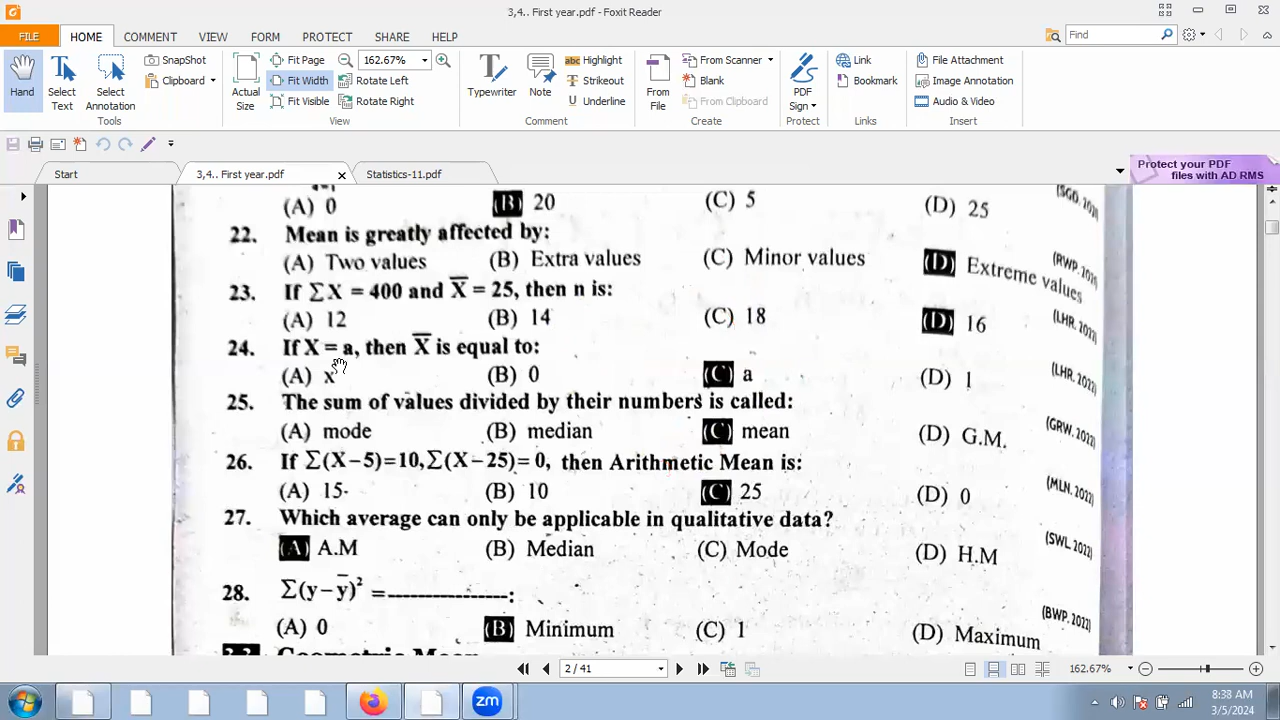 3,4.. First year.pdf - Foxit Reader
FILE HOME COMMENT VIEW FORM PROTECT SHARE HELP Find
Hand Select Text Select Annotation SnapShot Clipboard Actual Size Fit Page Fit Width Fit Visible 162.67% Rotate Left Rotate Right Typewriter Note abc Highlight Strikeout Underline From File From Scanner Blank From Clipboard PDF Sign Link Bookmark File Attachment Image Annotation Audio & Video
Tools View Comment Create Protect Links Insert
Start 3,4.. First year.pdf x Statistics-11.pdf Protect your PDF
files with AD RMS
(A) 0 (B) 20 (C) 5 (D) 25 (SGD. 2021)
22. Mean is greatly affected by:
(A) Two values (B) Extra values (C) Minor values (D) Extreme values
23. If ∑X = 400 and X̅ = 25, then n is:
(A) 12 (B) 14 (C) 18 (D) 16 (LHR. 2022)
24. If X = a, then X̅ is equal to:
(A) x (B) 0 (C) a (D) 1 (LHR. 2022)
25. The sum of values divided by their numbers is called:
(A) mode (B) median (C) mean (D) G.M. (GRW. 2022)
26. If ∑(X−5)=10,∑(X−25)=0, then Arithmetic Mean is:
(A) 15 (B) 10 (C) 25 (D) 0 (MLN. 2022)
27. Which average can only be applicable in qualitative data?
(A) A.M (B) Median (C) Mode (D) H.M (SWL. 2022)
28. ∑(y−y̅)² =----------------:
(A) 0 (B) Minimum (C) 1 (D) Maximum (BWP. 2022)
2 / 41 162.67%
zm 8:38 AM
3/5/2024